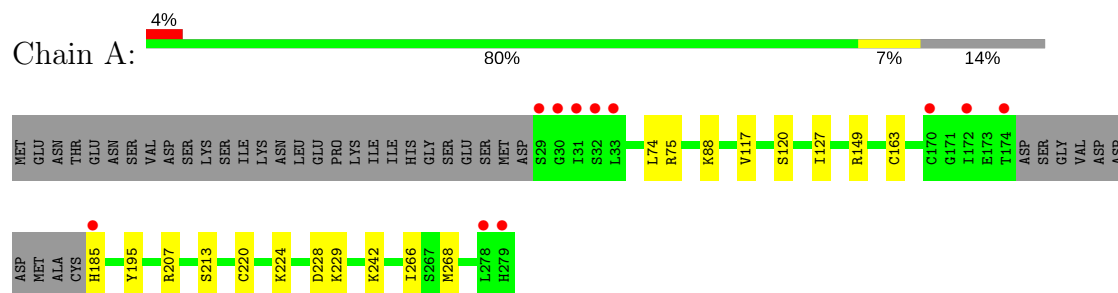 4%
Chain A:
80% 7% 14%
MET GLU ASN THR GLU ASN SER VAL ASP SER LYS SER ILE LYS ASN LEU GLU PRO LYS ILE ILE HIS GLY SER GLU SER MET ASP S29 G30 I31 S32 L33 L74 R75 K88 V117 S120 I127 R149 C163 C170 G171 I172 E173 T174 ASP SER GLY VAL ASP ASP
ASP MET ALA CYS H185 Y195 R207 S213 C220 K224 D228 K229 K242 I266 S267 M268 L278 H279